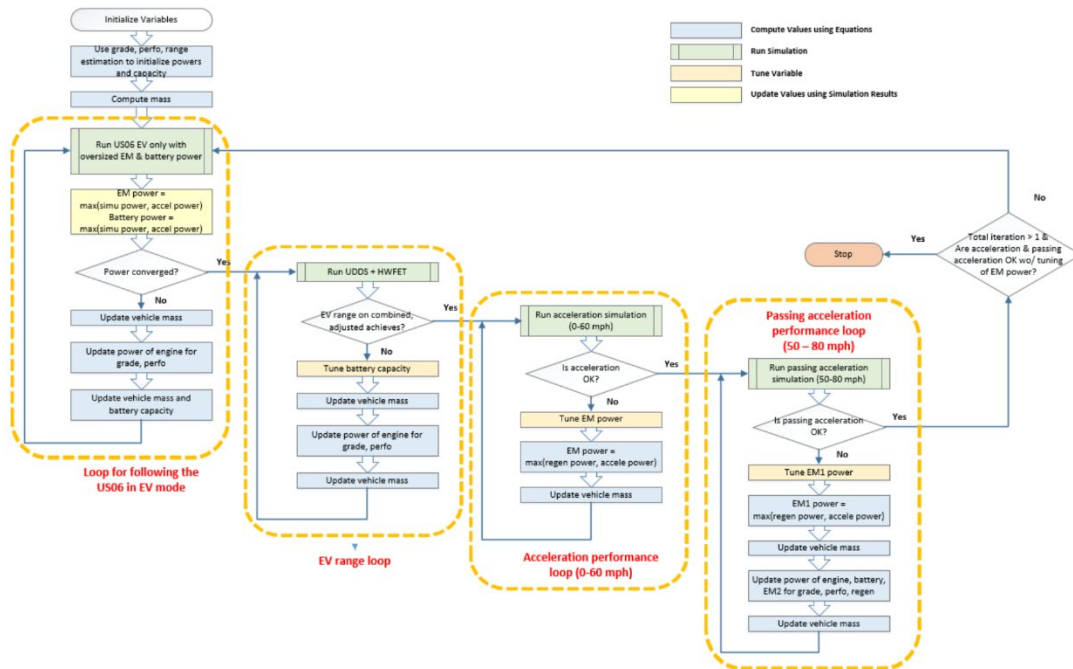 Initialize Variables
Use grade, perfo, range
estimation to initialize powers
and capacity
Compute mass
Compute Values using Equations
Run Simulation
Tune Variable
Update Values using Simulation Results
Run US06 EV only with
oversized EM & battery power
EM power =
max(simu power, accel power)
Battery power =
max(simu power, accel power)
Power converged?
Yes
No
Update vehicle mass
Update power of engine for
grade, perfo
Update vehicle mass and
battery capacity
Loop for following the
US06 in EV mode
Run UDDS + HWFET
EV range on combined,
adjusted achieves?
Yes
No
Tune battery capacity
Update vehicle mass
Update power of engine for
grade, perfo
Update vehicle mass
EV range loop
Run acceleration simulation
(0-60 mph)
Is acceleration
OK?
Yes
No
Tune EM power
EM power =
max(regen power, accele power)
Update vehicle mass
Acceleration performance
loop (0-60 mph)
Passing acceleration
performance loop
(50 – 80 mph)
Run passing acceleration
simulation (50-80 mph)
Is passing acceleration
OK?
Yes
No
Tune EM1 power
EM1 power =
max(regen power, accele power)
Update vehicle mass
Update power of engine, battery,
EM2 for grade, perfo, regen
Update vehicle mass
No
Total iteration > 1 &
Are acceleration & passing
acceleration OK wo/ tuning
of EM power?
Yes
Stop